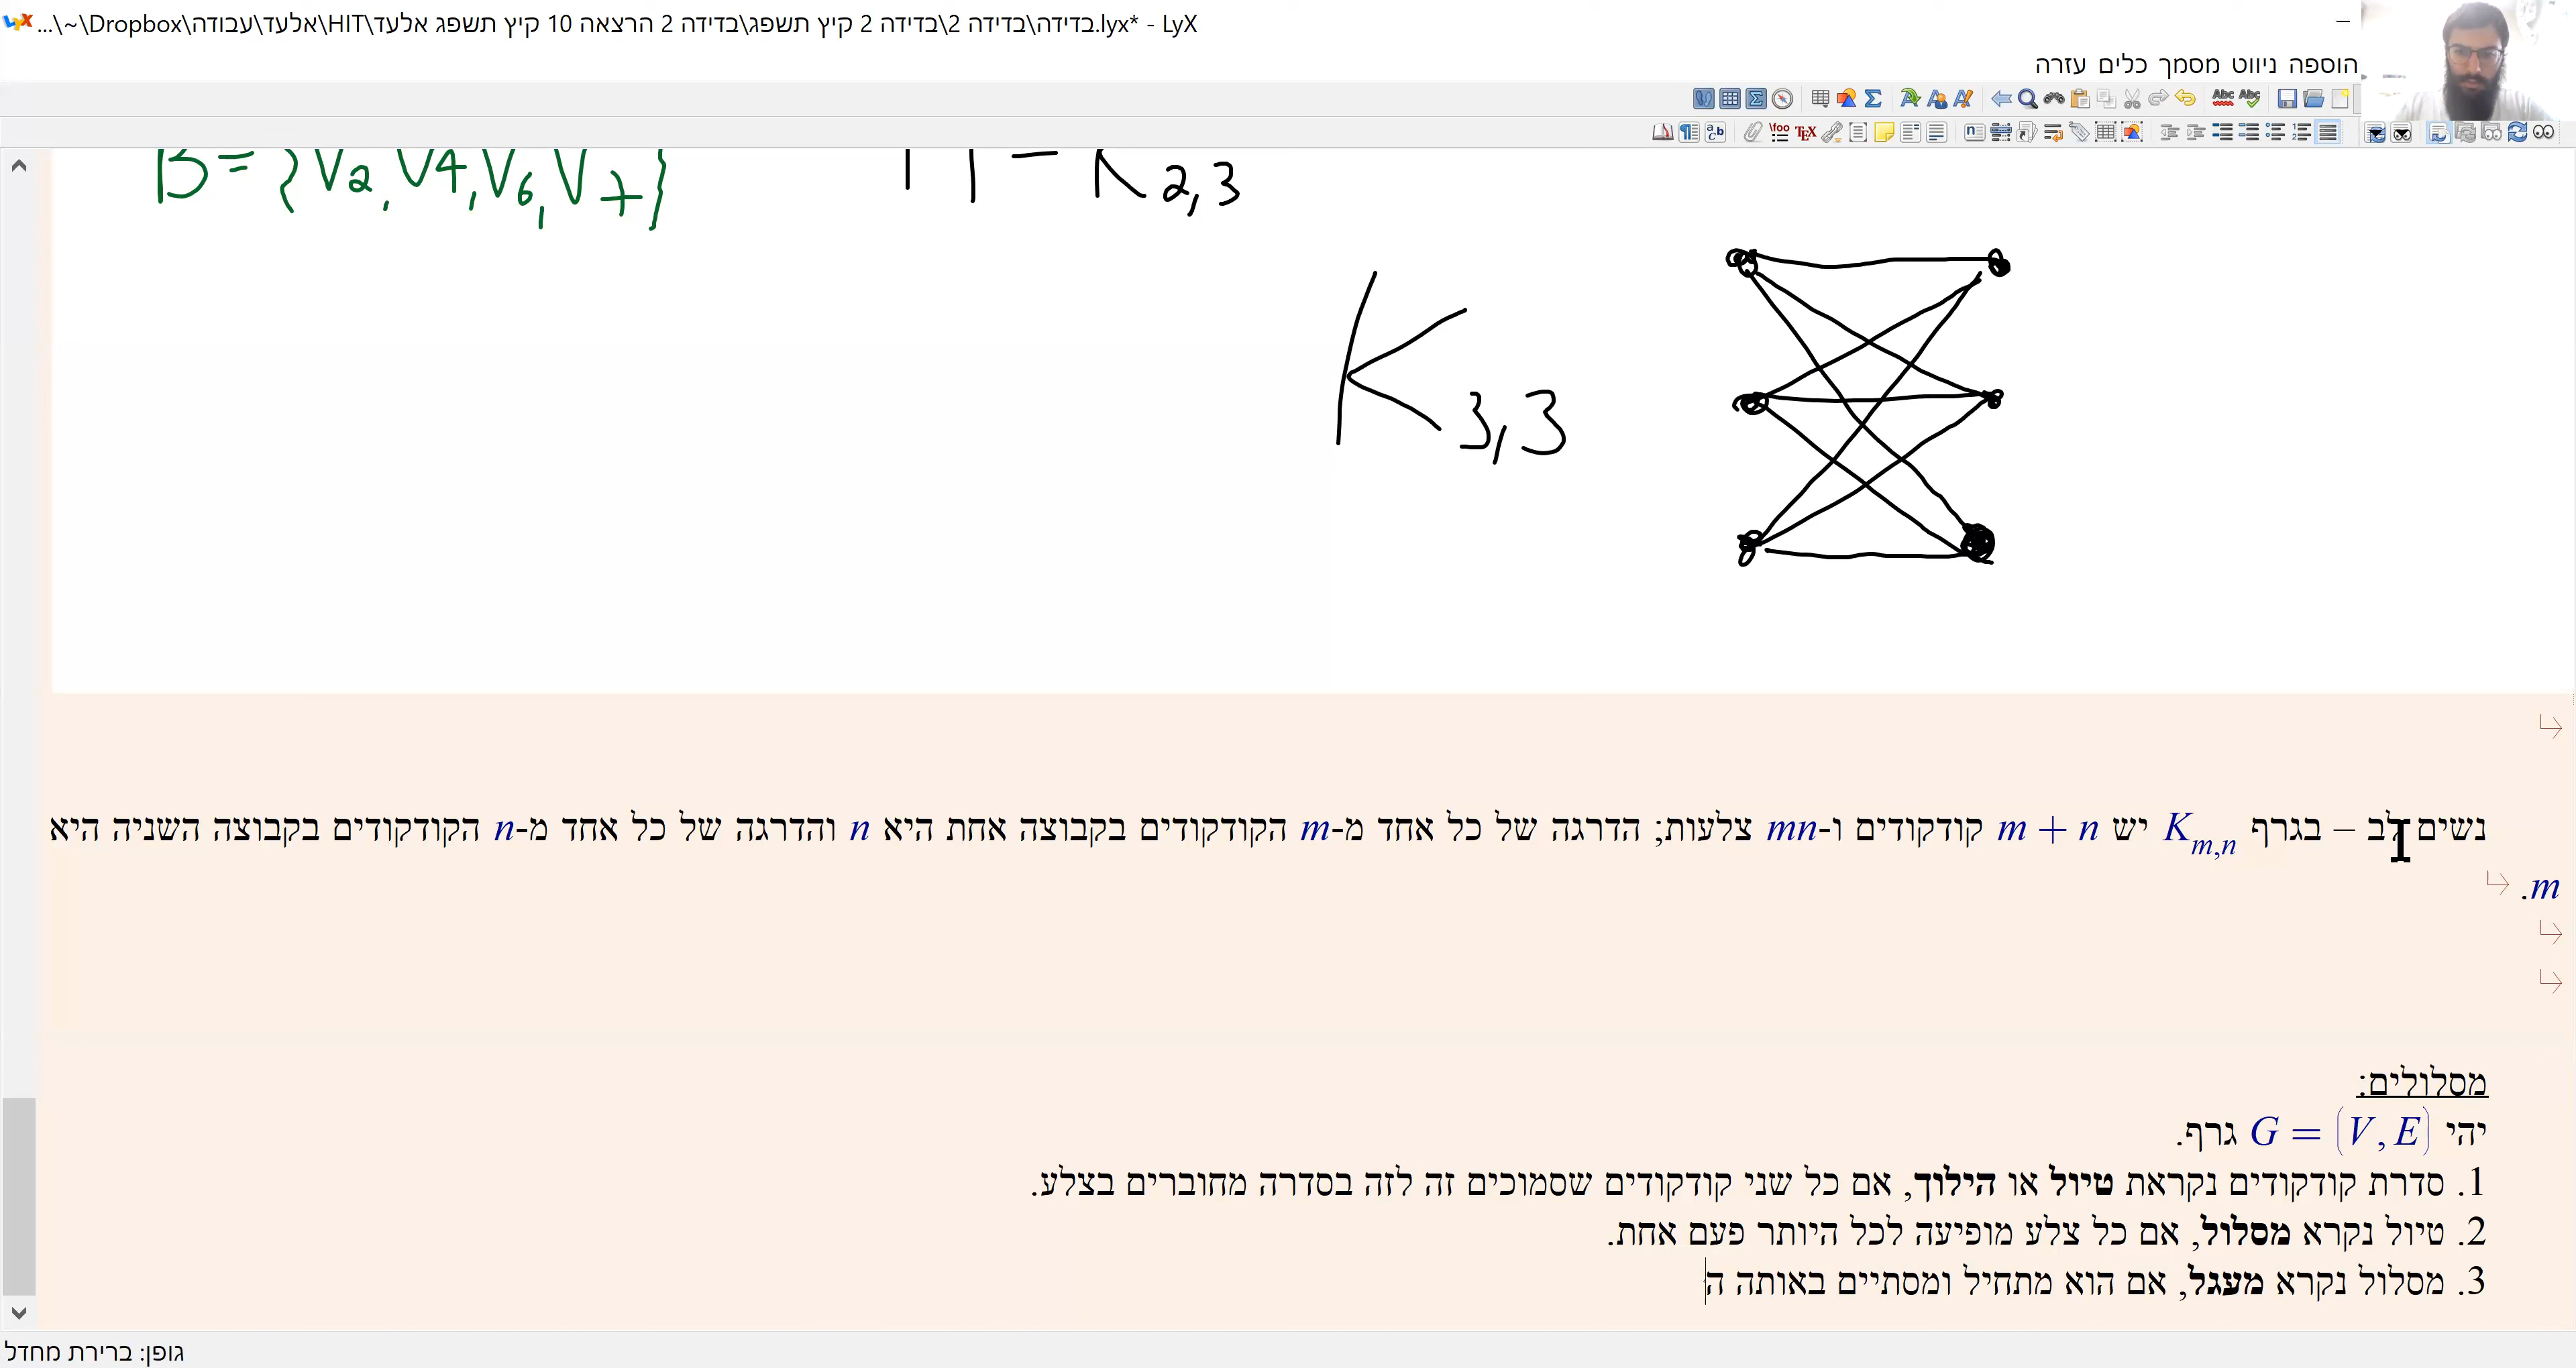 ...\~\Dropbox\עבודה\אלעד\HIT\בדידה\בדידה 2\בדידה 2 קיץ תשפג\בדידה 2 הרצאה 10 קיץ תשפג אלעד.lyx* - LyX
הוספה ניווט מסמך כלים עזרה
B = {V2, V4, V6, V7}
K2,3
K3,3
נשים לב – בגרף K_{m,n} יש m + n קודקודים ו-mn צלעות; הדרגה של כל אחד מ-m הקודקודים בקבוצה אחת היא n והדרגה של כל אחד מ-n הקודקודים בקבוצה השניה היא
m.
מסלולים:
יהי G = (V, E) גרף.
1. סדרת קודקודים נקראת טיול או הילוך, אם כל שני קודקודים שסמוכים זה לזה בסדרה מחוברים בצלע.
2. טיול נקרא מסלול, אם כל צלע מופיעה לכל היותר פעם אחת.
3. מסלול נקרא מעגל, אם הוא מתחיל ומסתיים באותה ה
גופן: ברירת מחדל